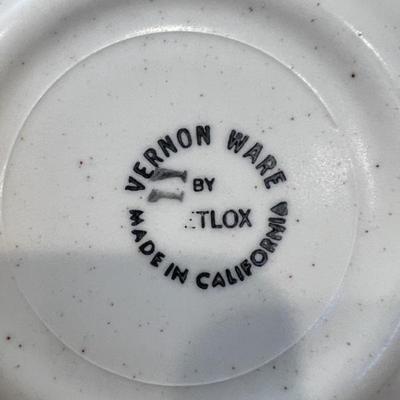 VERNON WARE
BY
TLOX
MADE IN CALIFORNIA